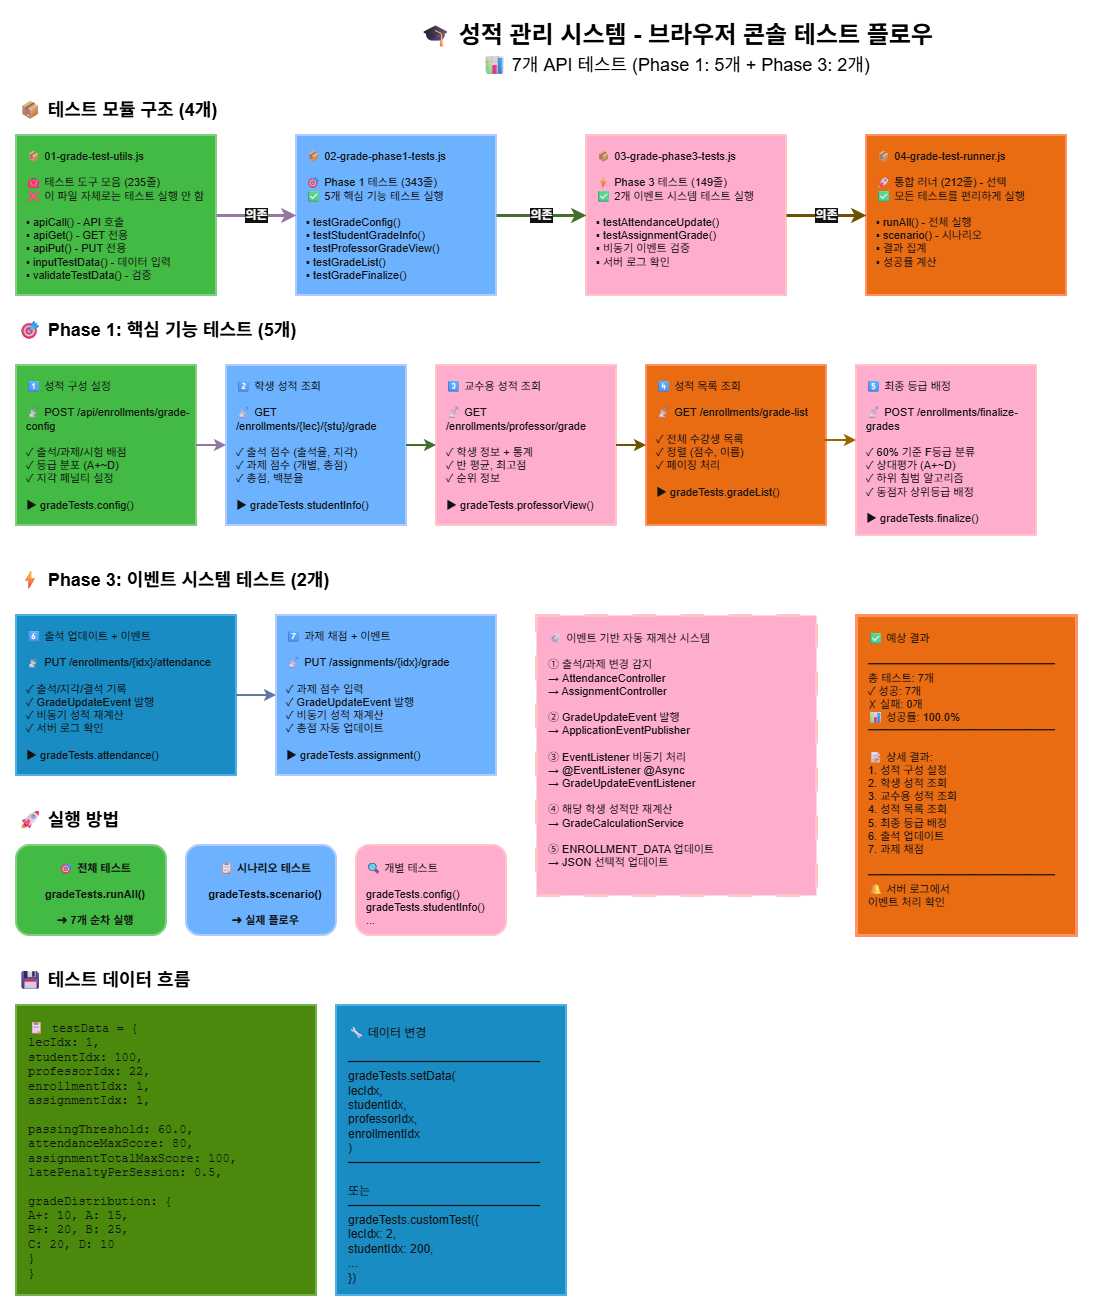 🎓 성적 관리 시스템 - 브라우저 콘솔 테스트 플로우
📊 7개 API 테스트 (Phase 1: 5개 + Phase 3: 2개)
📦 테스트 모듈 구조 (4개)
📦 01-grade-test-utils.js
🧰 테스트 도구 모음 (235줄)
❌ 이 파일 자체로는 테스트 실행 안 함
▪ apiCall() - API 호출
▪ apiGet() - GET 전용
▪ apiPut() - PUT 전용
▪ inputTestData() - 데이터 입력
▪ validateTestData() - 검증
의존
📦 02-grade-phase1-tests.js
🎯 Phase 1 테스트 (343줄)
✅ 5개 핵심 기능 테스트 실행
▪ testGradeConfig()
▪ testStudentGradeInfo()
▪ testProfessorGradeView()
▪ testGradeList()
▪ testGradeFinalize()
의존
📦 03-grade-phase3-tests.js
⚡ Phase 3 테스트 (149줄)
✅ 2개 이벤트 시스템 테스트 실행
▪ testAttendanceUpdate()
▪ testAssignmentGrade()
▪ 비동기 이벤트 검증
▪ 서버 로그 확인
의존
📦 04-grade-test-runner.js
🚀 통합 러너 (212줄) - 선택
✅ 모든 테스트를 편리하게 실행
▪ runAll() - 전체 실행
▪ scenario() - 시나리오
▪ 결과 집계
▪ 성공률 계산
🎯 Phase 1: 핵심 기능 테스트 (5개)
1️⃣ 성적 구성 설정
📡 POST /api/enrollments/grade-
config
✓ 출석/과제/시험 배점
✓ 등급 분포 (A+~D)
✓ 지각 페널티 설정
▶ gradeTests.config()
2️⃣ 학생 성적 조회
📡 GET
/enrollments/{lec}/{stu}/grade
✓ 출석 점수 (출석율, 지각)
✓ 과제 점수 (개별, 총점)
✓ 총점, 백분율
▶ gradeTests.studentInfo()
3️⃣ 교수용 성적 조회
📡 GET
/enrollments/professor/grade
✓ 학생 정보 + 통계
✓ 반 평균, 최고점
✓ 순위 정보
▶ gradeTests.professorView()
4️⃣ 성적 목록 조회
📡 GET /enrollments/grade-list
✓ 전체 수강생 목록
✓ 정렬 (점수, 이름)
✓ 페이징 처리
▶ gradeTests.gradeList()
5️⃣ 최종 등급 배정
📡 POST /enrollments/finalize-
grades
✓ 60% 기준 F등급 분류
✓ 상대평가 (A+~D)
✓ 하위 침범 알고리즘
✓ 동점자 상위등급 배정
▶ gradeTests.finalize()
⚡ Phase 3: 이벤트 시스템 테스트 (2개)
6️⃣ 출석 업데이트 + 이벤트
📡 PUT /enrollments/{idx}/attendance
✓ 출석/지각/결석 기록
✓ GradeUpdateEvent 발행
✓ 비동기 성적 재계산
✓ 서버 로그 확인
▶ gradeTests.attendance()
7️⃣ 과제 채점 + 이벤트
📡 PUT /assignments/{idx}/grade
✓ 과제 점수 입력
✓ GradeUpdateEvent 발행
✓ 비동기 성적 재계산
✓ 총점 자동 업데이트
▶ gradeTests.assignment()
이벤트 기반 자동 재계산 시스템
① 출석/과제 변경 감지
→ AttendanceController
→ AssignmentController
② GradeUpdateEvent 발행
→ ApplicationEventPublisher
③ EventListener 비동기 처리
→ @EventListener @Async
→ GradeUpdateEventListener
④ 해당 학생 성적만 재계산
→ GradeCalculationService
⑤ ENROLLMENT_DATA 업데이트
→ JSON 선택적 업데이트
✅ 예상 결과
━━━━━━━━━━━━━━━━━
총 테스트: 7개
✓ 성공: 7개
✗ 실패: 0개
📊 성공률: 100.0%
━━━━━━━━━━━━━━━━━
📝 상세 결과:
1. 성적 구성 설정
2. 학생 성적 조회
3. 교수용 성적 조회
4. 성적 목록 조회
5. 최종 등급 배정
6. 출석 업데이트
7. 과제 채점
━━━━━━━━━━━━━━━━━
🔔 서버 로그에서
이벤트 처리 확인
🚀 실행 방법
🎯 전체 테스트
gradeTests.runAll()
➜ 7개 순차 실행
📋 시나리오 테스트
gradeTests.scenario()
➜ 실제 플로우
🔍 개별 테스트
gradeTests.config()
gradeTests.studentInfo()
...
💾 테스트 데이터 흐름
📋 testData = {
lecIdx: 1,
studentIdx: 100,
professorIdx: 22,
enrollmentIdx: 1,
assignmentIdx: 1,
passingThreshold: 60.0,
attendanceMaxScore: 80,
assignmentTotalMaxScore: 100,
latePenaltyPerSession: 0.5,
gradeDistribution: {
A+: 10, A: 15,
B+: 20, B: 25,
C: 20, D: 10
}
}
🔧 데이터 변경
━━━━━━━━━━━━━━━━
gradeTests.setData(
lecIdx,
studentIdx,
professorIdx,
enrollmentIdx
)
━━━━━━━━━━━━━━━━
또는
━━━━━━━━━━━━━━━━
gradeTests.customTest({
lecIdx: 2,
studentIdx: 200,
...
})